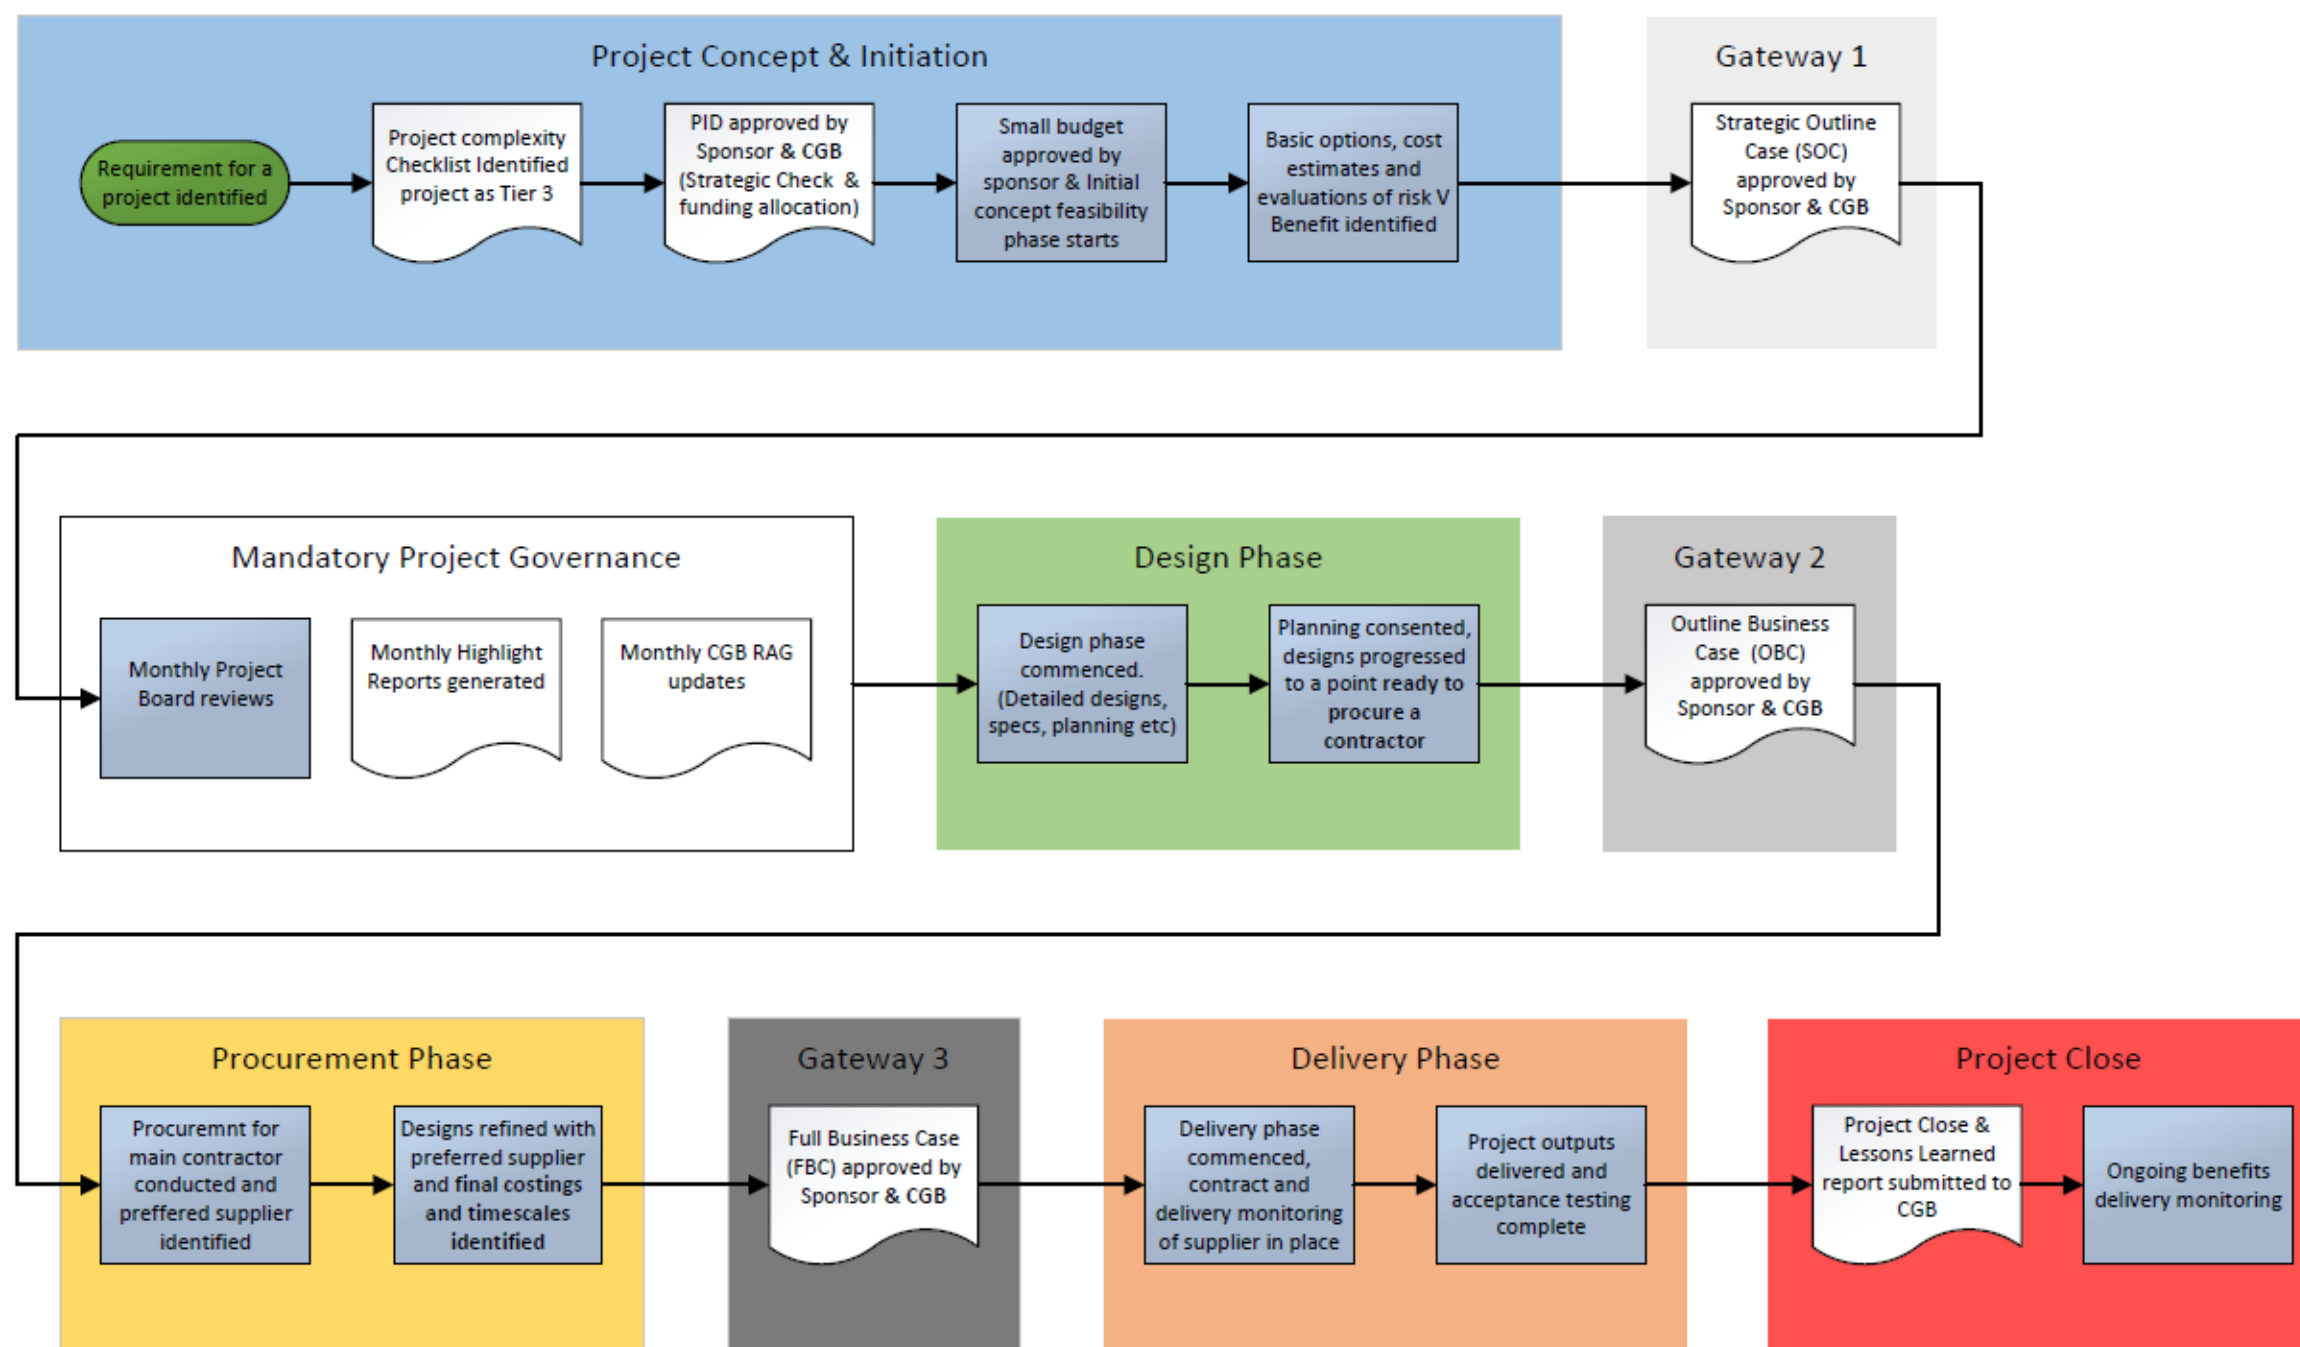 Project Concept & Initiation
Requirement for a
project identified
Project complexity
Checklist Identified
project as Tier 3
PID approved by
Sponsor & CGB
(Strategic Check &
funding allocation)
Small budget
approved by
sponsor & Initial
concept feasibility
phase starts
Basic options, cost
estimates and
evaluations of risk V
Benefit identified
Gateway 1
Strategic Outline
Case (SOC)
approved by
Sponsor & CGB
Mandatory Project Governance
Monthly Project
Board reviews
Monthly Highlight
Reports generated
Monthly CGB RAG
updates
Design Phase
Design phase
commenced.
(Detailed designs,
specs, planning etc)
Planning consented,
designs progressed
to a point ready to
procure a
contractor
Gateway 2
Outline Business
Case (OBC)
approved by
Sponsor & CGB
Procurement Phase
Procuremnt for
main contractor
conducted and
preffered supplier
identified
Designs refined with
preferred supplier
and final costings
and timescales
identified
Gateway 3
Full Business Case
(FBC) approved by
Sponsor & CGB
Delivery Phase
Delivery phase
commenced,
contract and
delivery monitoring
of supplier in place
Project outputs
delivered and
acceptance testing
complete
Project Close
Project Close &
Lessons Learned
report submitted to
CGB
Ongoing benefits
delivery monitoring